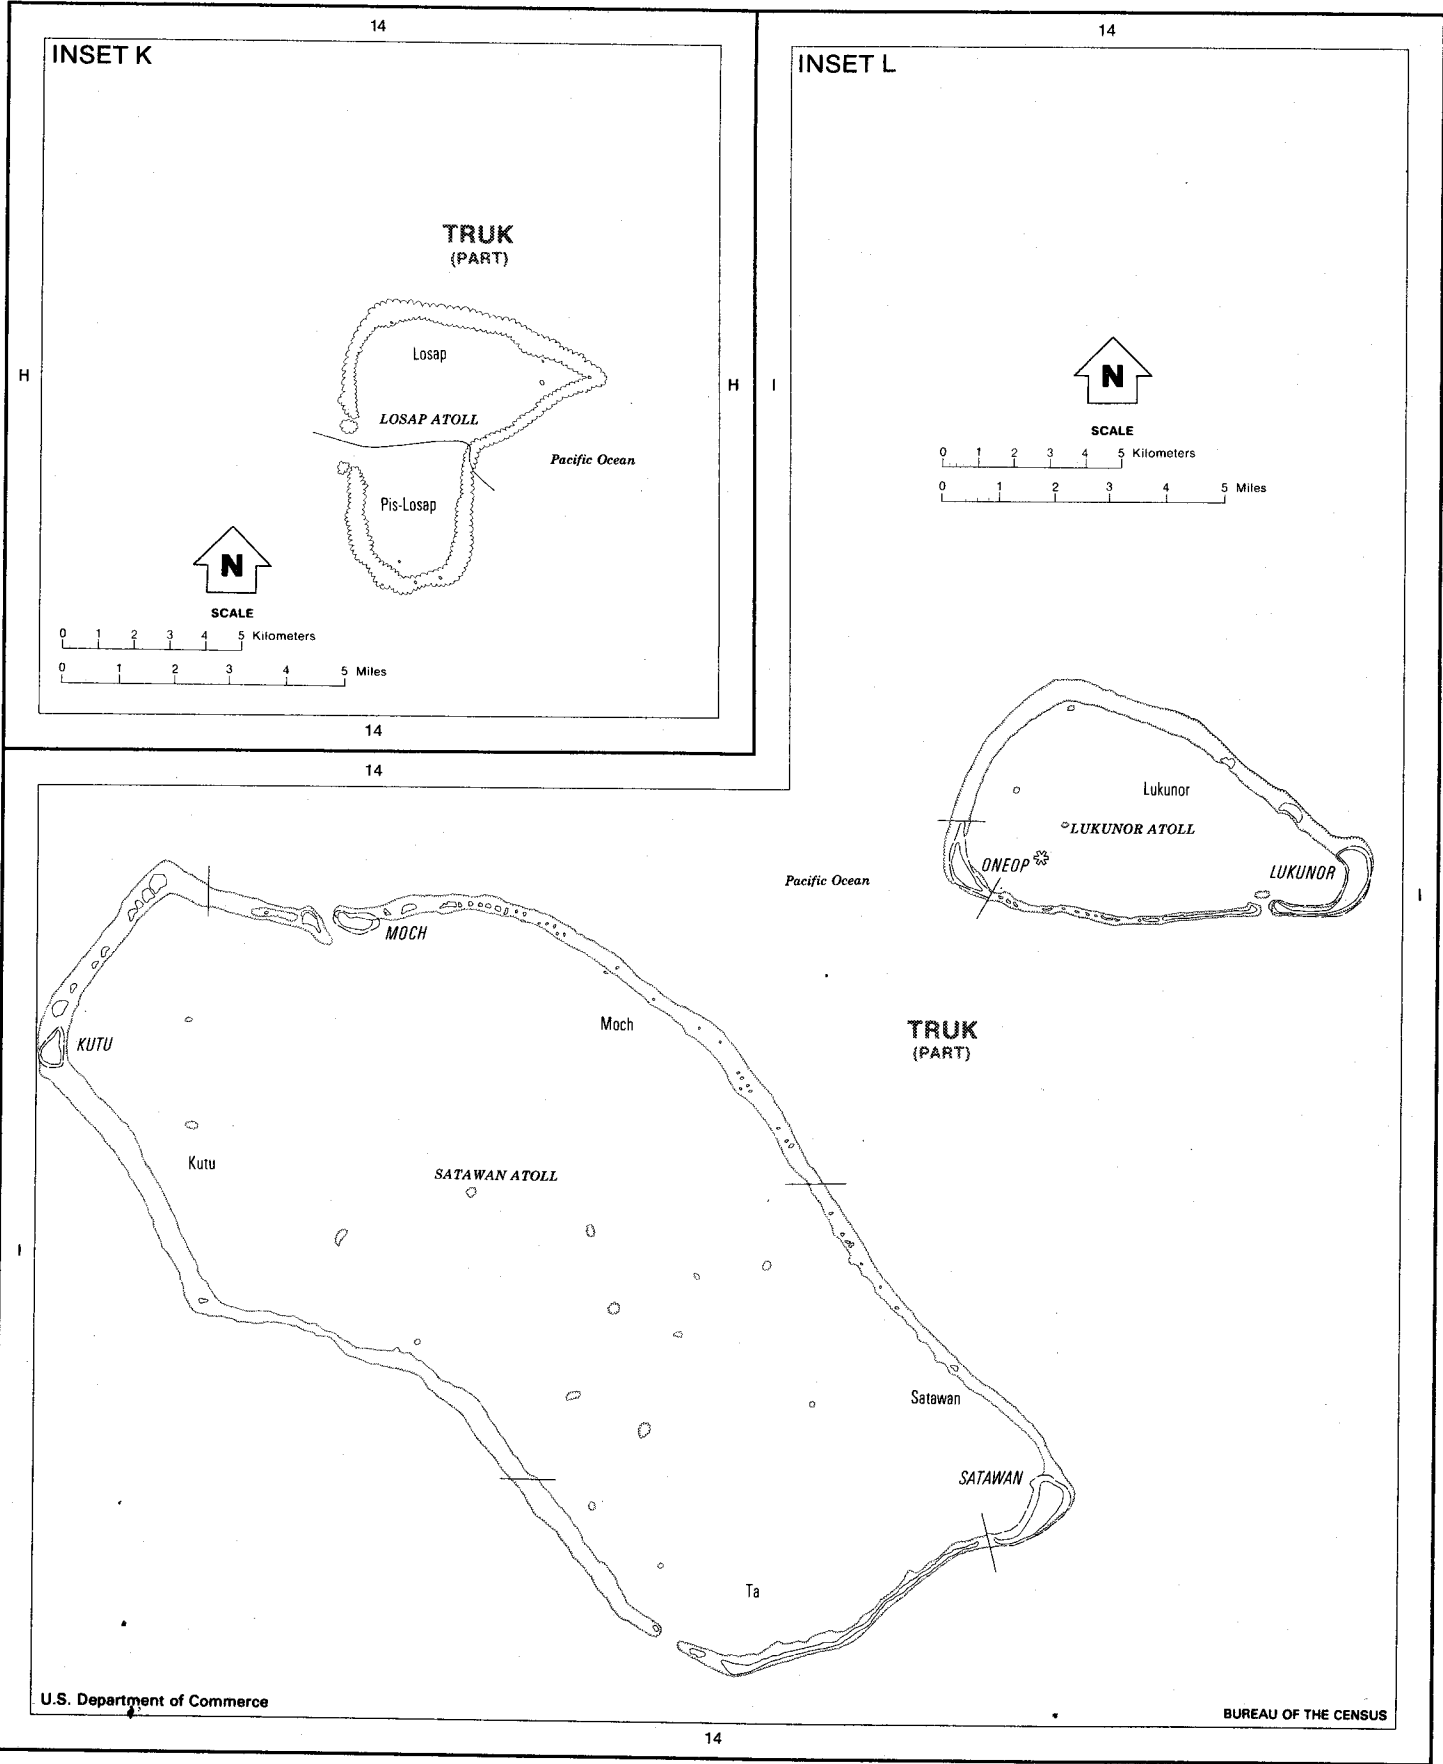 14
INSET K
TRUK
(PART)
Losap
LOSAP ATOLL
Pacific Ocean
Pis-Losap
H
H
N
SCALE
0 1 2 3 4 5 Kilometers
0 1 2 3 4 5 Miles
14
14
INSET L
I
N
SCALE
0 1 2 3 4 5 Kilometers
0 1 2 3 4 5 Miles
14
Lukunor
LUKUNOR ATOLL
ONEOP
LUKUNOR
Pacific Ocean
I
MOCH
Moch
TRUK
(PART)
KUTU
Kutu
SATAWAN ATOLL
I
Satawan
SATAWAN
Ta
U.S. Department of Commerce
BUREAU OF THE CENSUS
14